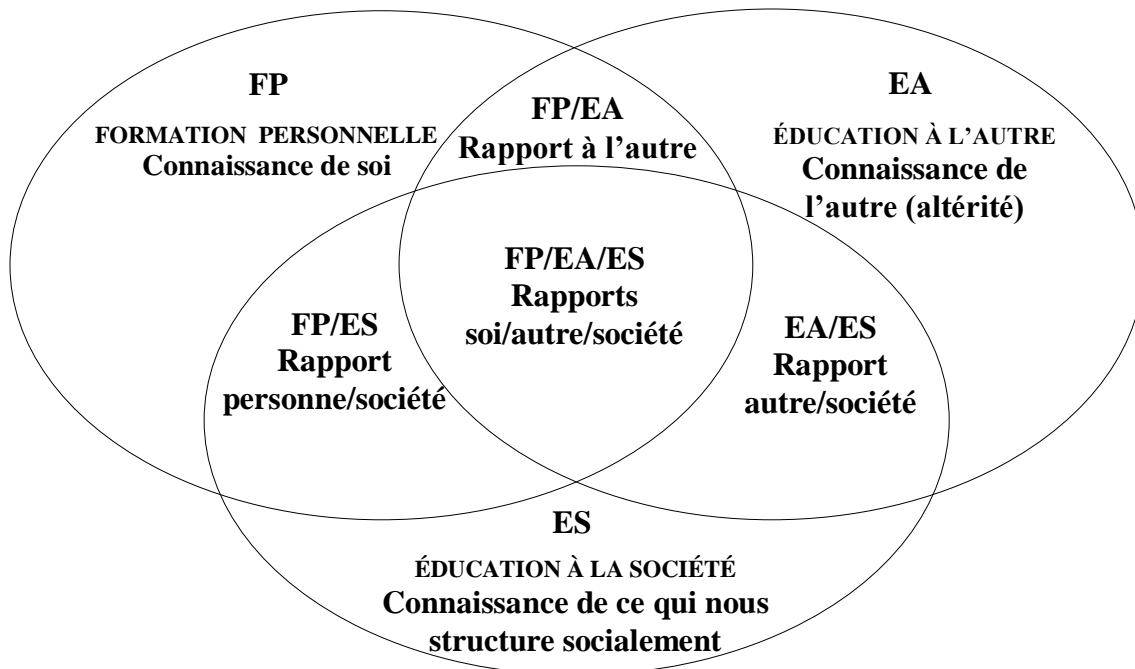 FP
FORMATION PERSONNELLE
Connaissance de soi
FP/EA
Rapport à l’autre
EA
ÉDUCATION À L’AUTRE
Connaissance de
l’autre (altérité)
FP/EA/ES
Rapports
soi/autre/société
FP/ES
Rapport
personne/société
EA/ES
Rapport
autre/société
ES
ÉDUCATION À LA SOCIÉTÉ
Connaissance de ce qui nous
structure socialement